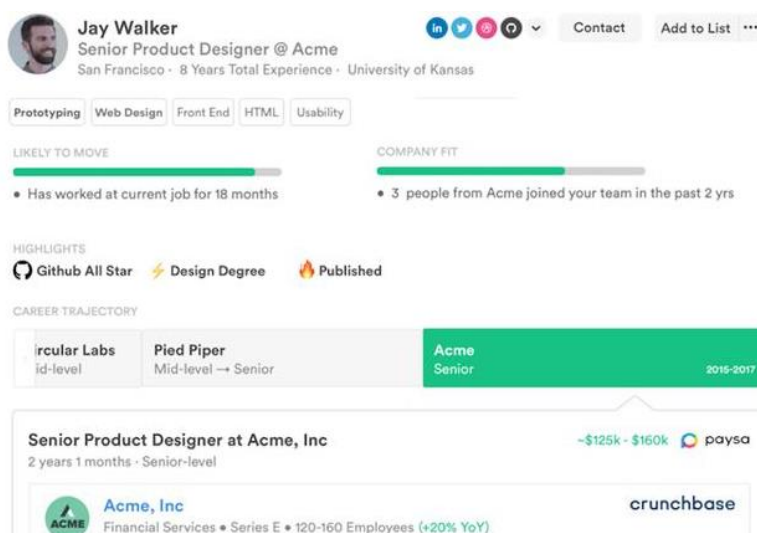 Jay Walker
Senior Product Designer @ Acme
San Francisco · 8 Years Total Experience · University of Kansas
in
Contact
Add to List
Prototyping
Web Design
Front End
HTML
Usability
LIKELY TO MOVE
• Has worked at current job for 18 months
COMPANY FIT
• 3 people from Acme joined your team in the past 2 yrs
HIGHLIGHTS
Github All Star
Design Degree
Published
CAREER TRAJECTORY
ircular Labs
id-level
Pied Piper
Mid-level → Senior
Acme
Senior
2015-2017
Senior Product Designer at Acme, Inc
2 years 1 months · Senior-level
~$125k - $160k
paysa
ACME
Acme, Inc
Financial Services • Series E • 120-160 Employees (+20% YoY)
crunchbase